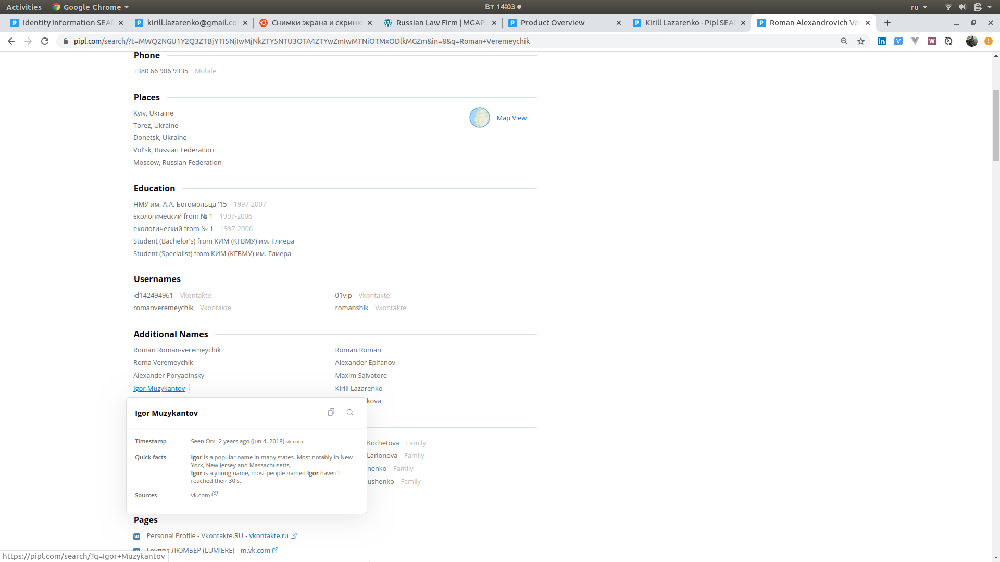 Activities Google Chrome Вт 14:03 ru
Identity Information SEAR kirill.lazarenko@gmail.co Снимки экрана и скринк Russian Law Firm | MGAP Product Overview Kirill Lazarenko - Pipl SEAR Roman Alexandrovich Ve
pipl.com/search/?t=MWQ2NGU1Y2Q3ZTBjYTI5NjIwMjNkZTY5NTU3OTA4ZTYwZmIwMTNiOTMxODlkMGZm&in=8&q=Roman+Veremeychik
Phone
+380 66 906 9335 Mobile
Places
Kyiv, Ukraine
Map View
Torez, Ukraine
Donetsk, Ukraine
Vol'sk, Russian Federation
Moscow, Russian Federation
Education
НМУ им. А.А. Богомольца '15 1997-2007
єкологический from № 1 1997-2006
екологический from № 1 1997-2006
Student (Bachelor's) from КИМ (КГВМУ) им. Глиера
Student (Specialist) from КИМ (КГВМУ) им. Глиера
Usernames
id142494961 Vkontakte 01vip Vkontakte
romanveremeychik Vkontakte romanshik Vkontakte
Additional Names
Roman Roman-veremeychik Roman Roman
Roma Veremeychik Alexander Epifanov
Alexander Poryadinsky Maxim Salvatore
Igor Muzykantov Kirill Lazarenko
kova
Igor Muzykantov
Timestamp Seen On: 2 years ago (Jun 4, 2018) vk.com
Quick facts Igor is a popular name in many states. Most notably in New
York, New Jersey and Massachusetts.
Igor is a young name, most people named Igor haven't
reached their 30's.
Sources vk.com [6]
Kochetova Family
Larionova Family
nenko Family
ushenko Family
Pages
Personal Profile - Vkontakte.RU - vkontakte.ru
Группа ЛЮМЬЕР (LUMIERE) - m.vk.com
https://pipl.com/search/?q=Igor+Muzykantov